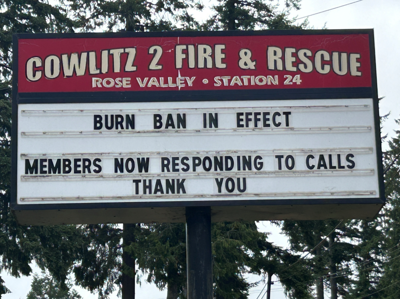 COWLITZ 2 FIRE & RESCUE
ROSE VALLEY • STATION 24
BURN BAN IN EFFECT
MEMBERS NOW RESPONDING TO CALLS
THANK YOU